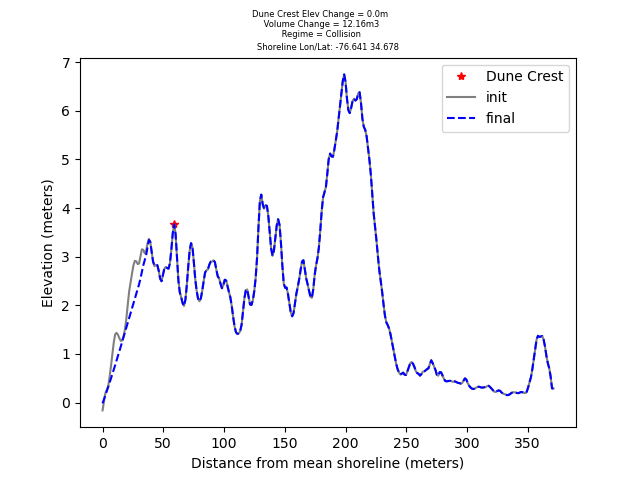 Dune Crest Elev Change = 0.0m
Volume Change = 12.16m3
Regime = Collision
Shoreline Lon/Lat: -76.641 34.678
Dune Crest
init
final
Elevation (meters)
7
6
5
4
3
2
1
0
0 50 100 150 200 250 300 350
Distance from mean shoreline (meters)